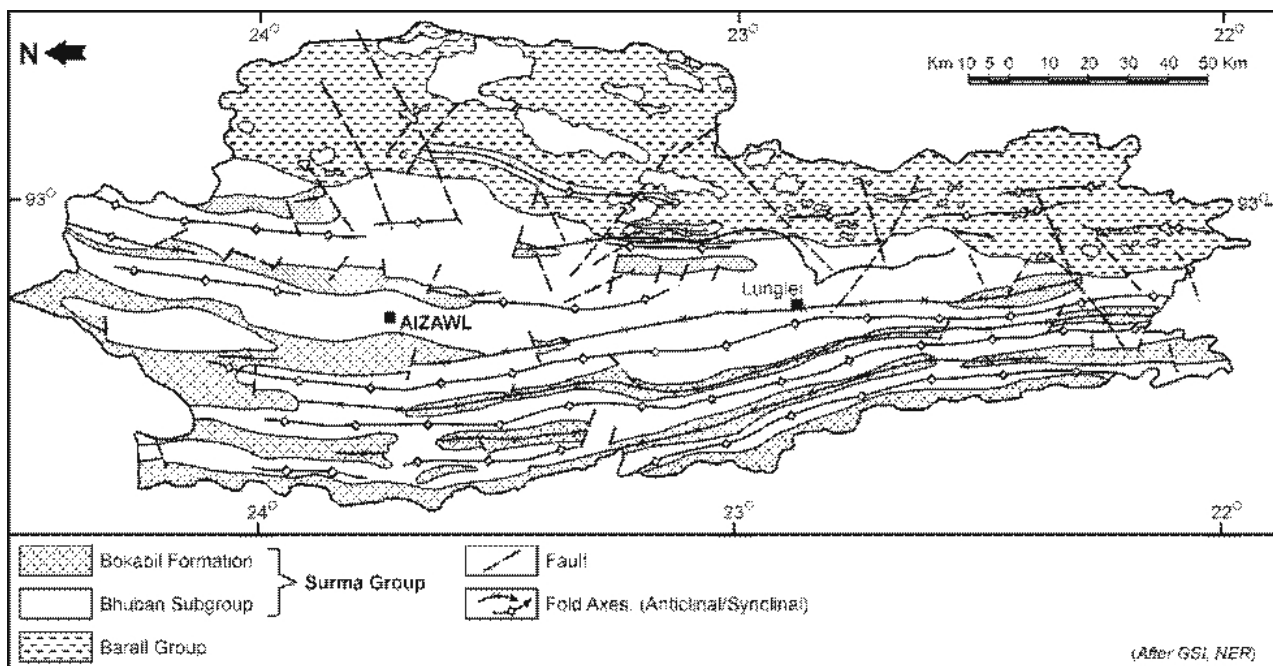 24°
23°
22°
N
Km 10 5 0 10 20 30 40 50 Km
93°
93°
Lunglei
AIZAWL
24°
23°
22°
Bokabil Formation
Bhuban Subgroup
Surma Group
Barail Group
Fault
Fold Axes. (Anticlinal/Synclinal)
(After GSI, NER)